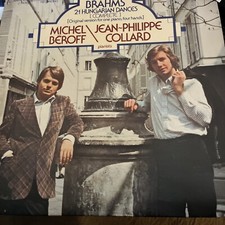 BRAHMS
21 HUNGARIAN DANCES
[COMPLETE]
[Original version for one piano, four hands]
MICHEL JEAN-PHILIPPE
BEROFF COLLARD
pianists